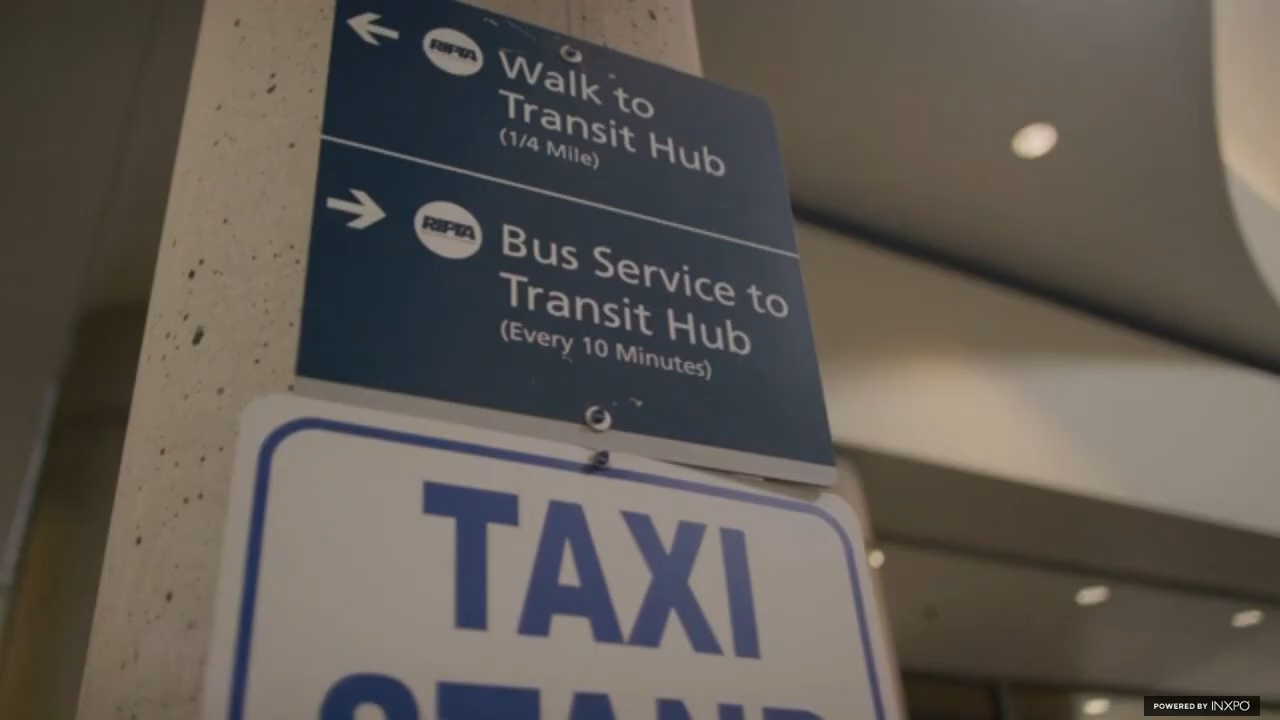 RIPTA
Walk to
Transit Hub
(1/4 Mile)
RIPTA
Bus Service to
Transit Hub
(Every 10 Minutes)
TAXI
STAND
POWERED BY INXPO